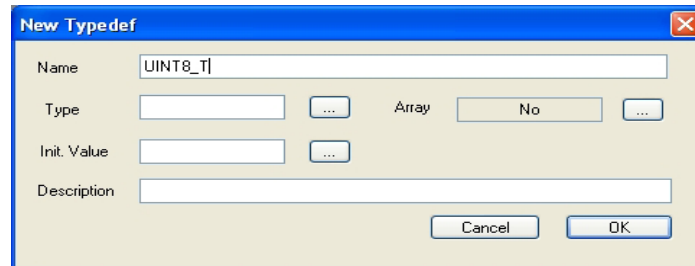 New Typedef
Name UINT8_T
Type ... Array No ...
Init. Value ...
Description
Cancel OK